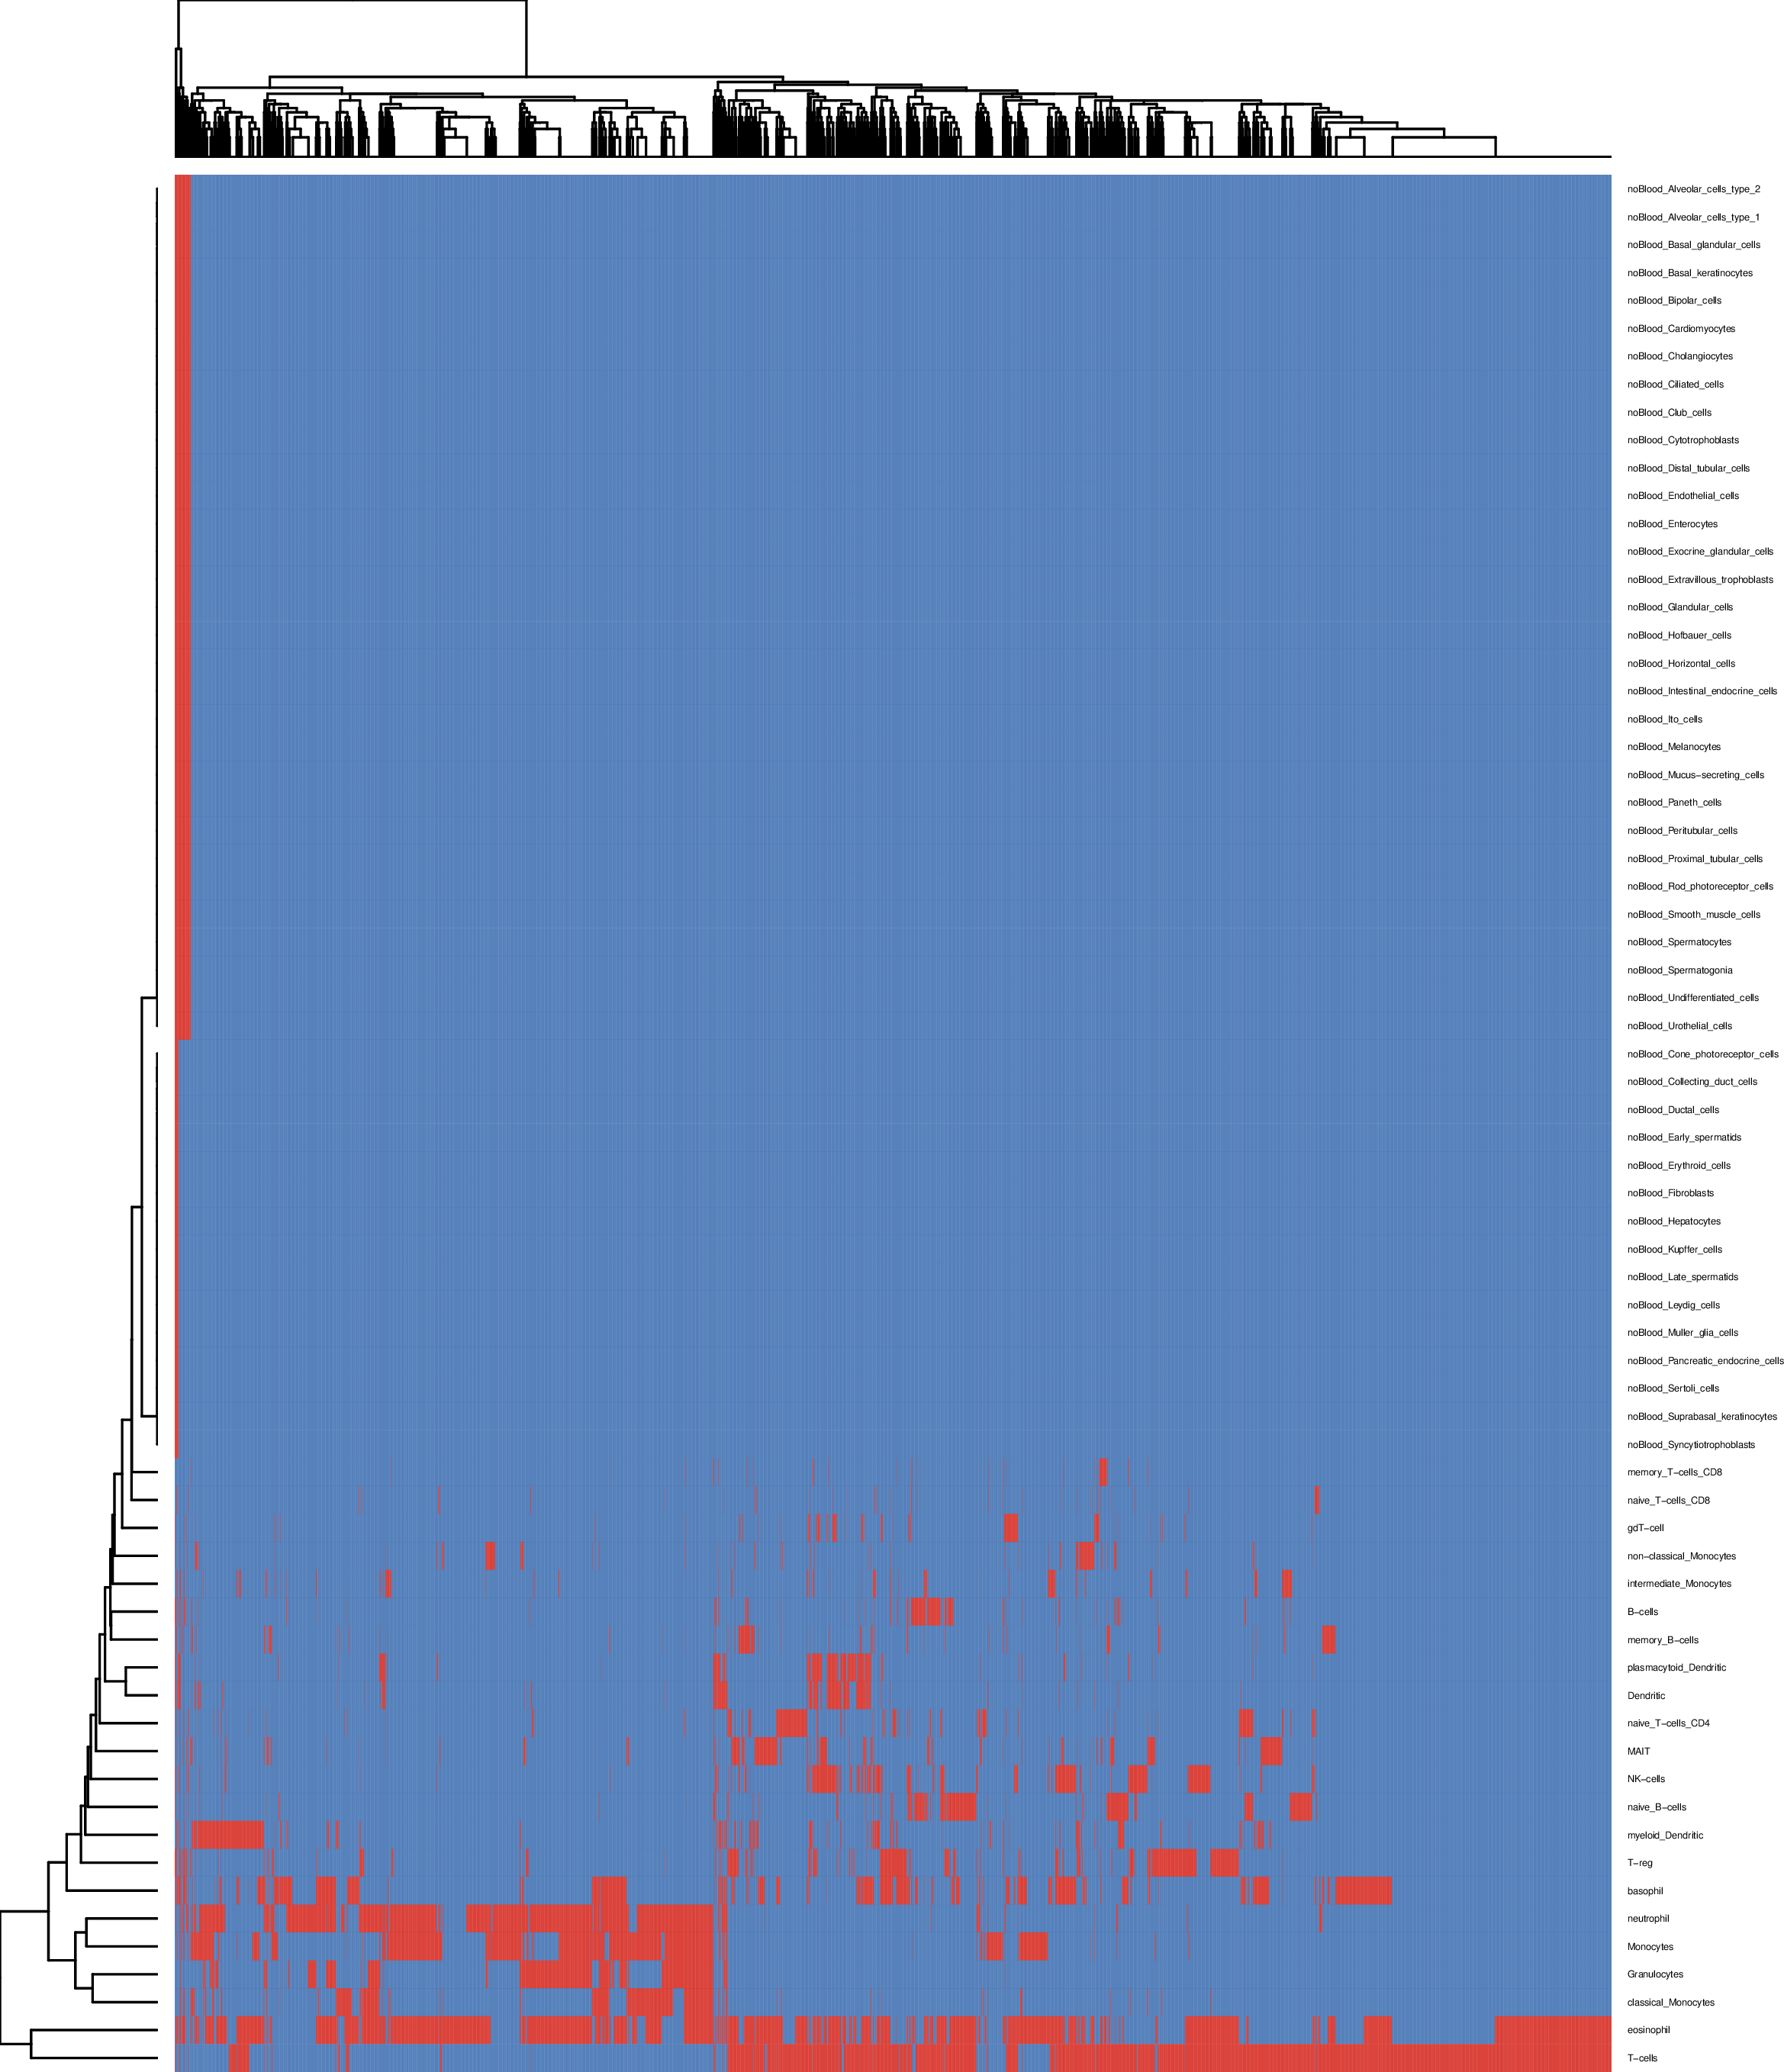 noBlood_Alveolar_cells_type_2
noBlood_Alveolar_cells_type_1
noBlood_Basal_glandular_cells
noBlood_Basal_keratinocytes
noBlood_Bipolar_cells
noBlood_Cardiomyocytes
noBlood_Cholangiocytes
noBlood_Ciliated_cells
noBlood_Club_cells
noBlood_Cytotrophoblasts
noBlood_Distal_tubular_cells
noBlood_Endothelial_cells
noBlood_Enterocytes
noBlood_Exocrine_glandular_cells
noBlood_Extravillous_trophoblasts
noBlood_Glandular_cells
noBlood_Hofbauer_cells
noBlood_Horizontal_cells
noBlood_Intestinal_endocrine_cells
noBlood_Ito_cells
noBlood_Melanocytes
noBlood_Mucus-secreting_cells
noBlood_Paneth_cells
noBlood_Peritubular_cells
noBlood_Proximal_tubular_cells
noBlood_Rod_photoreceptor_cells
noBlood_Smooth_muscle_cells
noBlood_Spermatocytes
noBlood_Spermatogonia
noBlood_Undifferentiated_cells
noBlood_Urothelial_cells
noBlood_Cone_photoreceptor_cells
noBlood_Collecting_duct_cells
noBlood_Ductal_cells
noBlood_Early_spermatids
noBlood_Erythroid_cells
noBlood_Fibroblasts
noBlood_Hepatocytes
noBlood_Kupffer_cells
noBlood_Late_spermatids
noBlood_Leydig_cells
noBlood_Muller_glia_cells
noBlood_Pancreatic_endocrine_cells
noBlood_Sertoli_cells
noBlood_Suprabasal_keratinocytes
noBlood_Syncytiotrophoblasts
memory_T-cells_CD8
naive_T-cells_CD8
gdT-cell
non-classical_Monocytes
intermediate_Monocytes
B-cells
memory_B-cells
plasmacytoid_Dendritic
Dendritic
naive_T-cells_CD4
MAIT
NK-cells
naive_B-cells
myeloid_Dendritic
T-reg
basophil
neutrophil
Monocytes
Granulocytes
classical_Monocytes
eosinophil
T-cells